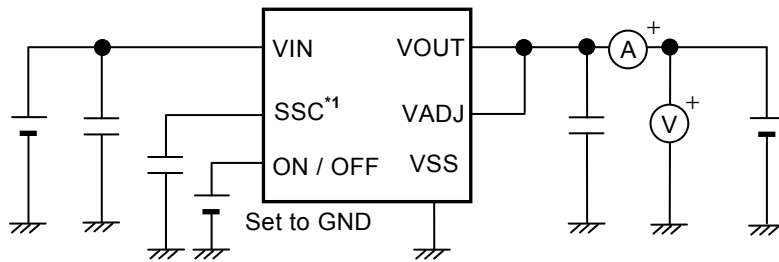 VIN
VOUT
A
+
SSC*1
VADJ
V
+
ON / OFF
VSS
Set to GND